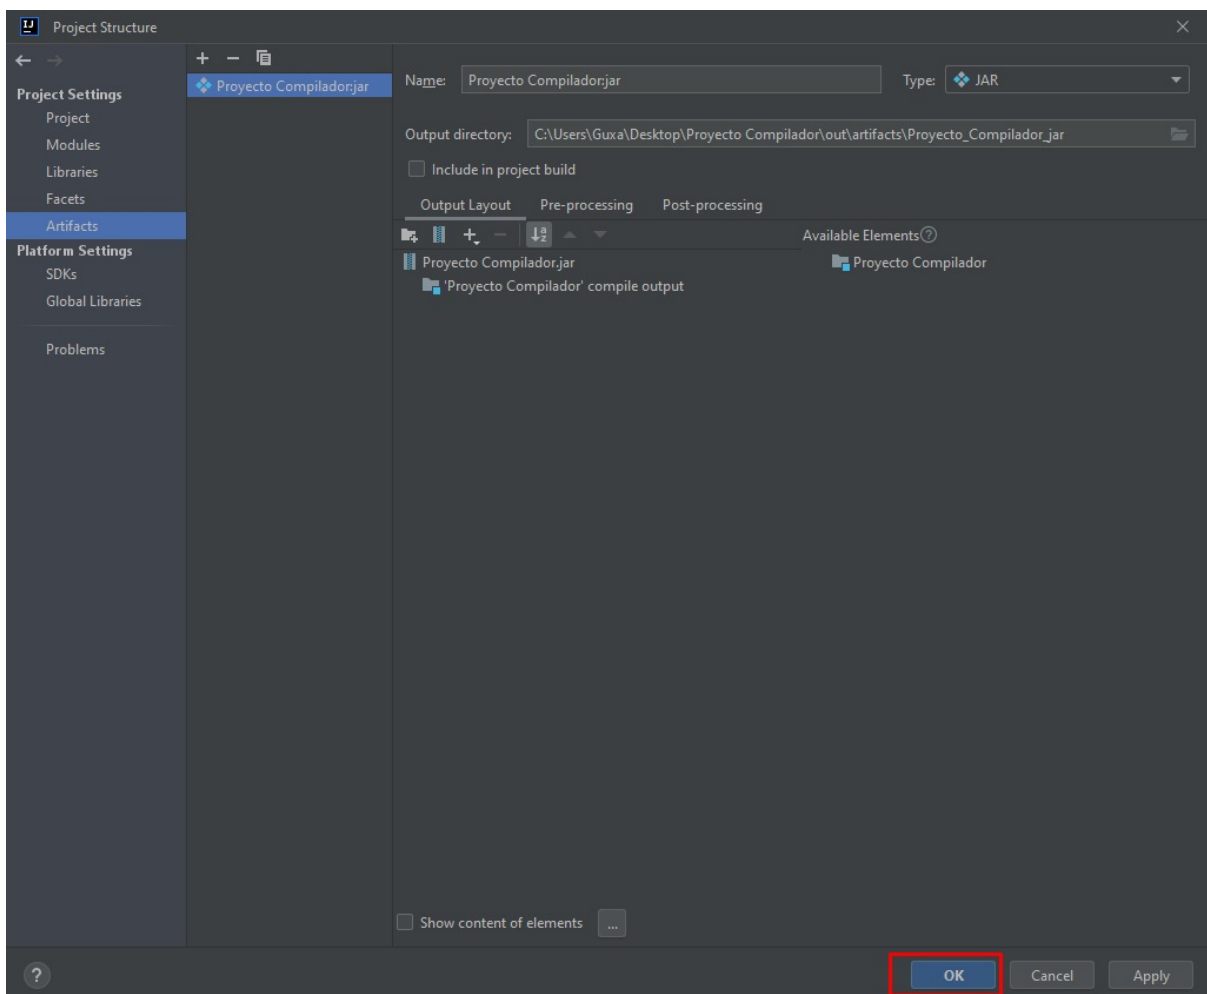 Project Structure
Project Settings
Project
Modules
Libraries
Facets
Artifacts
Platform Settings
SDKs
Global Libraries
Problems
Proyecto Compilador:jar
Name: Proyecto Compilador:jar Type: JAR
Output directory: C:\Users\Guxa\Desktop\Proyecto Compilador\out\artifacts\Proyecto_Compilador_jar
Include in project build
Output Layout Pre-processing Post-processing
Available Elements
Proyecto Compilador.jar
'Proyecto Compilador' compile output
Proyecto Compilador
Show content of elements ...
? OK Cancel Apply